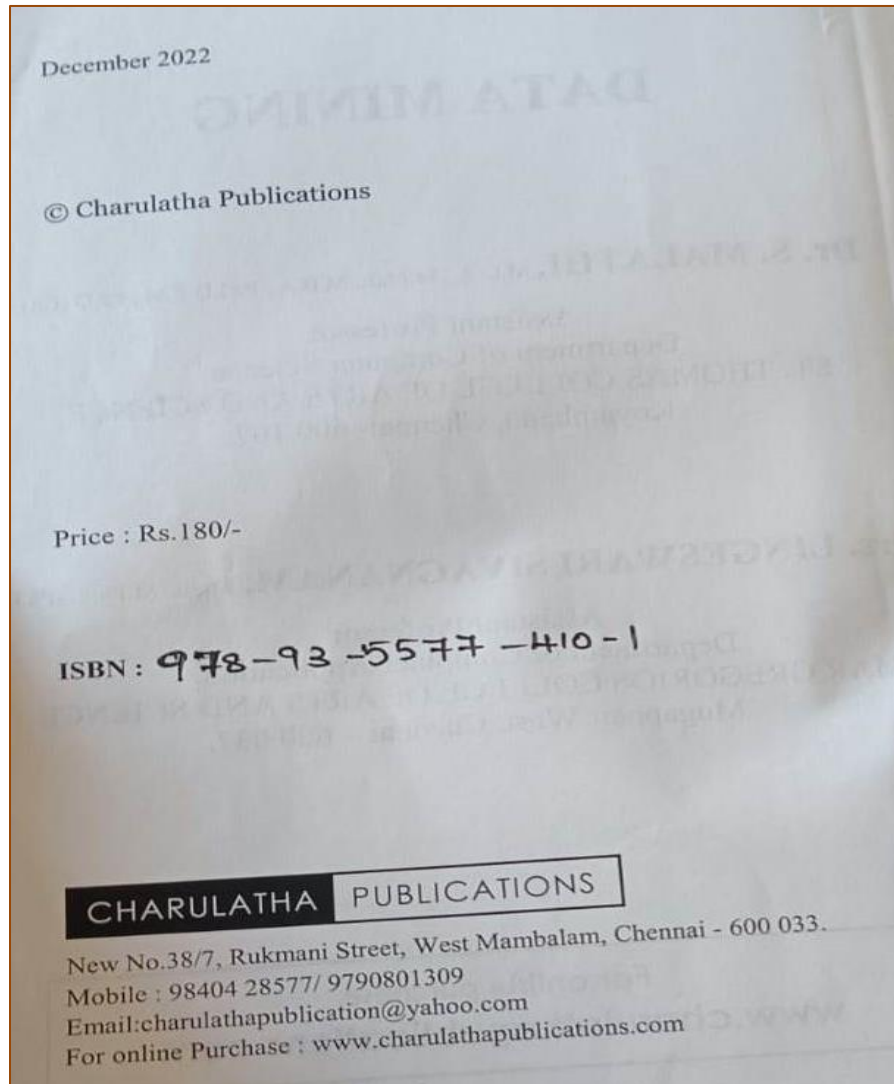 December 2022
DATA MINING
© Charulatha Publications
Price : Rs.180/-
ISBN : 978-93-5577-410-1
CHARULATHA PUBLICATIONS
New No.38/7, Rukmani Street, West Mambalam, Chennai - 600 033.
Mobile : 98404 28577/ 9790801309
Email:charulathapublication@yahoo.com
For online Purchase : www.charulathapublications.com